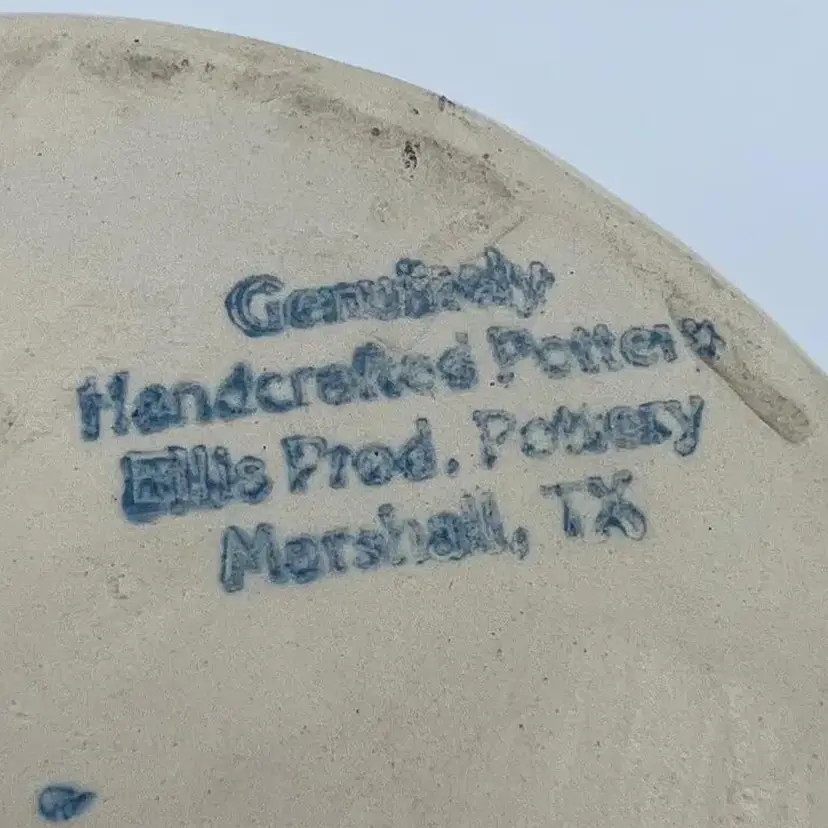 Genuinely
Handcrafted Pottery
Ellis Prod. Pottery
Marshall, TX